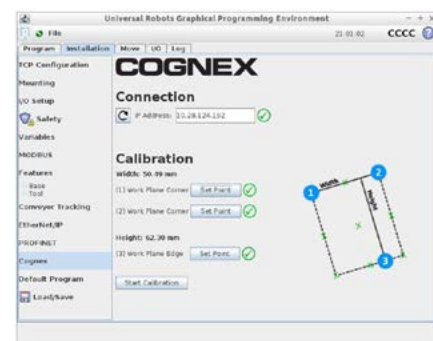 Universal Robots Graphical Programming Environment
File
21:01:02
CCCC
?
Program Installation Move I/O Log
TCP Configuration
Mounting
I/O Setup
Safety
Variables
MODBUS
Features
Base
Tool
Conveyor Tracking
EtherNet/IP
PROFINET
Cognex
Default Program
Load/Save
COGNEX
Connection
IP Address: 10.28.124.192
Calibration
Width: 50.49 mm
(1) Work Plane Corner Set Point
(2) Work Plane Corner Set Point
Height: 62.30 mm
(3) Work Plane Edge Set Point
Start Calibration
Width
Height
1
2
3